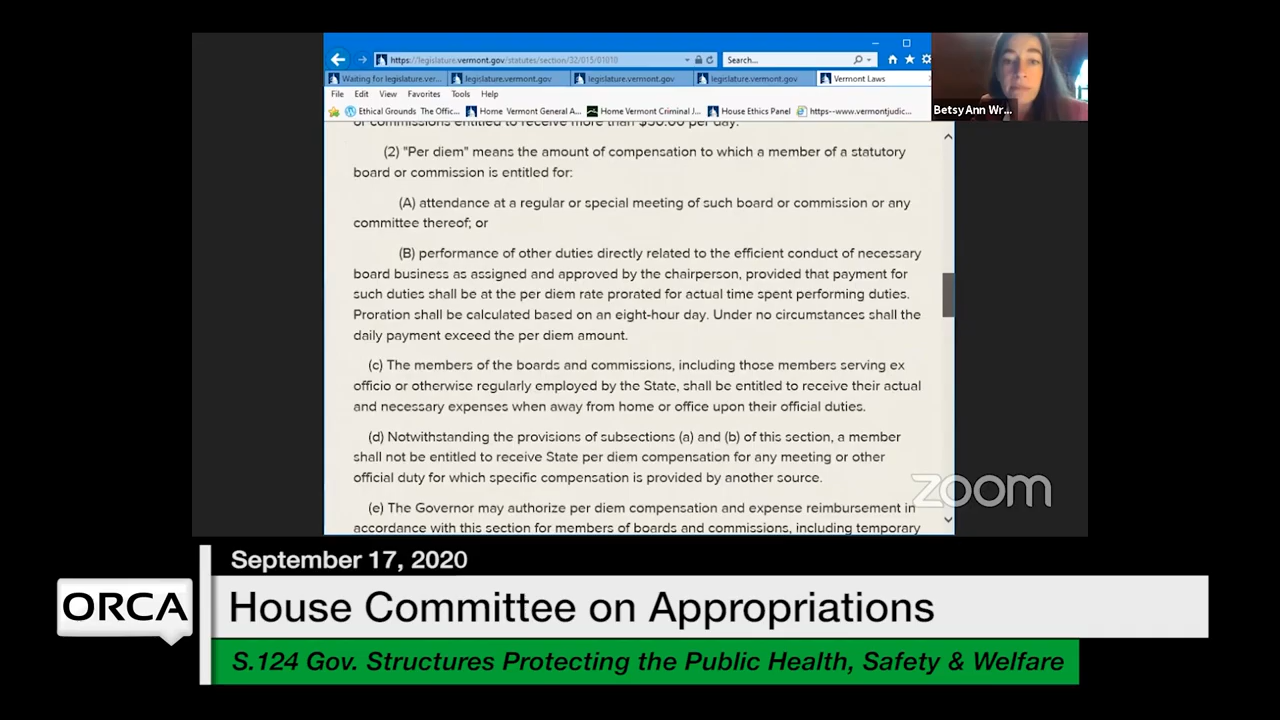 https://legislature.vermont.gov/statutes/section/32/015/01010
Search...
Waiting for legislature.ver...
legislature.vermont.gov
legislature.vermont.gov
legislature.vermont.gov
Vermont Laws
File Edit View Favorites Tools Help
Ethical Grounds The Offic...
Home Vermont General A...
Home Vermont Criminal J...
House Ethics Panel
https--www.vermontjudic...
Betsy Ann Wr...
or commissions entitled to receive more than $50.00 per day.
(2) "Per diem" means the amount of compensation to which a member of a statutory
board or commission is entitled for:
(A) attendance at a regular or special meeting of such board or commission or any
committee thereof; or
(B) performance of other duties directly related to the efficient conduct of necessary
board business as assigned and approved by the chairperson, provided that payment for
such duties shall be at the per diem rate prorated for actual time spent performing duties.
Proration shall be calculated based on an eight-hour day. Under no circumstances shall the
daily payment exceed the per diem amount.
(c) The members of the boards and commissions, including those members serving ex
officio or otherwise regularly employed by the State, shall be entitled to receive their actual
and necessary expenses when away from home or office upon their official duties.
(d) Notwithstanding the provisions of subsections (a) and (b) of this section, a member
shall not be entitled to receive State per diem compensation for any meeting or other
official duty for which specific compensation is provided by another source.
(e) The Governor may authorize per diem compensation and expense reimbursement in
accordance with this section for members of boards and commissions, including temporary
zoom
September 17, 2020
ORCA
House Committee on Appropriations
S.124 Gov. Structures Protecting the Public Health, Safety & Welfare